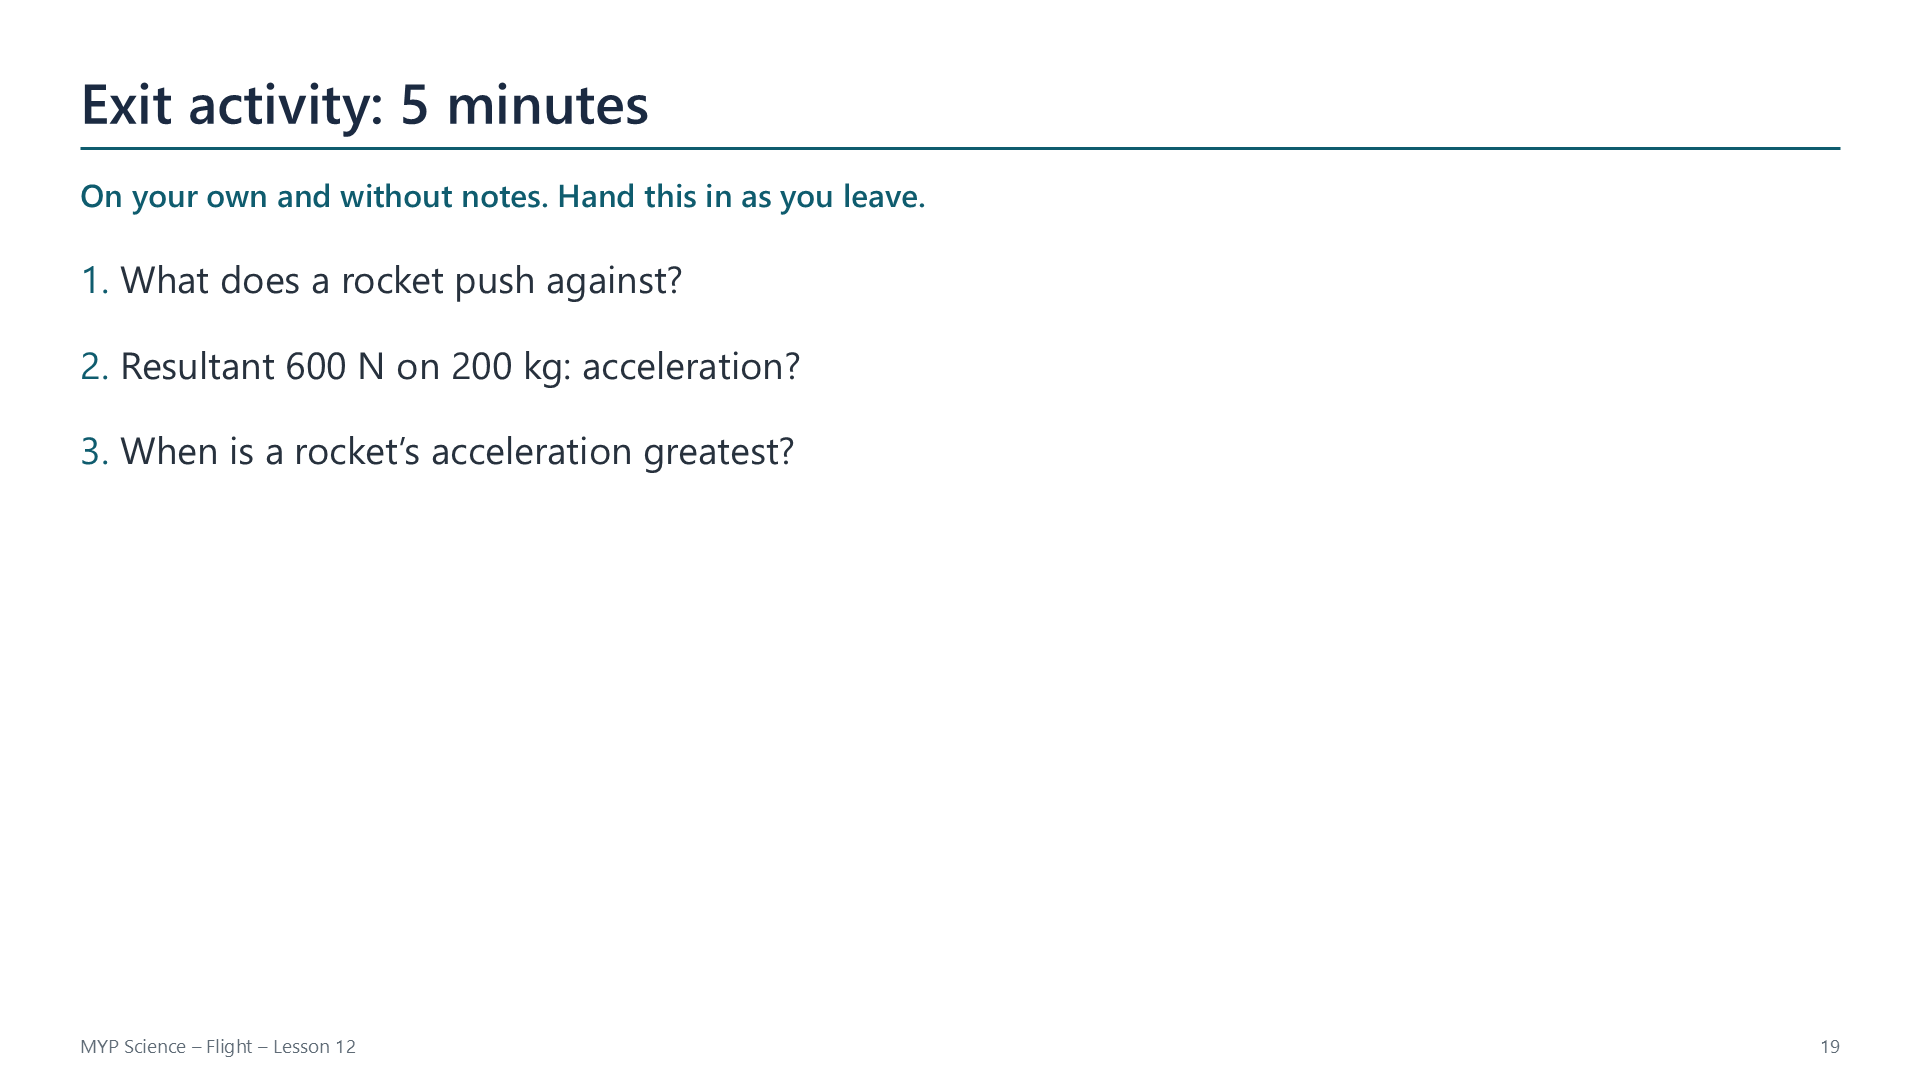 Exit activity: 5 minutes
On your own and without notes. Hand this in as you leave.
1. What does a rocket push against?
2. Resultant 600 N on 200 kg: acceleration?
3. When is a rocket’s acceleration greatest?
MYP Science – Flight – Lesson 12
19